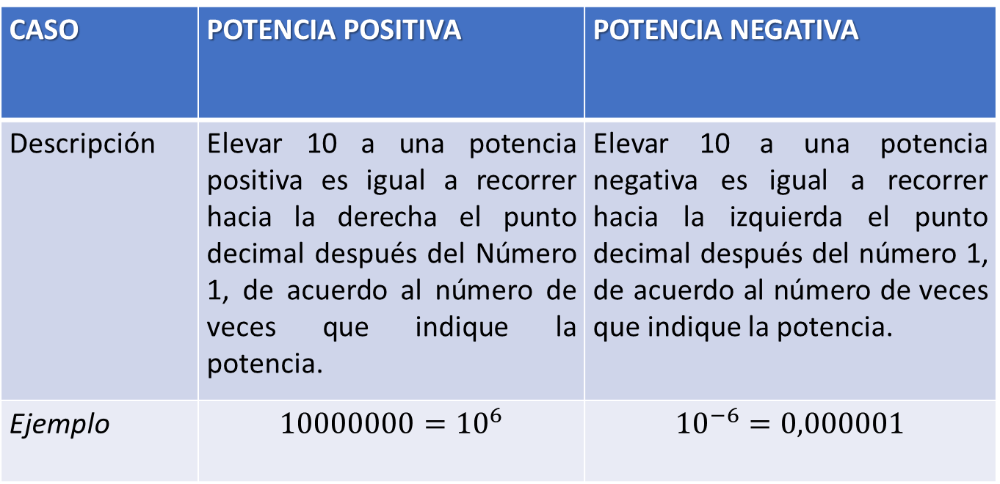 CASO POTENCIA POSITIVA POTENCIA NEGATIVA
Descripción
Elevar 10 a una potencia
positiva es igual a recorrer
hacia la derecha el punto
decimal después del Número
1, de acuerdo al número de
veces que indique la
potencia.
Elevar 10 a una potencia
negativa es igual a recorrer
hacia la izquierda el punto
decimal después del número 1,
de acuerdo al número de veces
que indique la potencia.
Ejemplo 10000000 = 10⁶ 10⁻⁶ = 0,000001